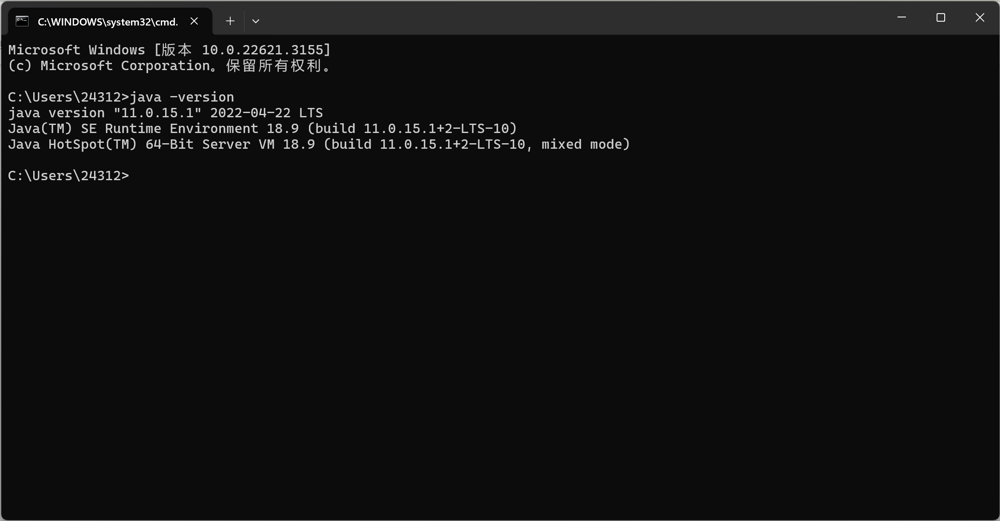 C:\WINDOWS\system32\cmd.
Microsoft Windows [版本 10.0.22621.3155]
(c) Microsoft Corporation。保留所有权利。
C:\Users\24312>java -version
java version "11.0.15.1" 2022-04-22 LTS
Java(TM) SE Runtime Environment 18.9 (build 11.0.15.1+2-LTS-10)
Java HotSpot(TM) 64-Bit Server VM 18.9 (build 11.0.15.1+2-LTS-10, mixed mode)
C:\Users\24312>